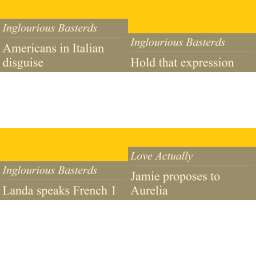 Inglourious Basterds
Americans in Italian
disguise
Inglourious Basterds
Hold that expression
Inglourious Basterds
Landa speaks French 1
Love Actually
Jamie proposes to
Aurelia